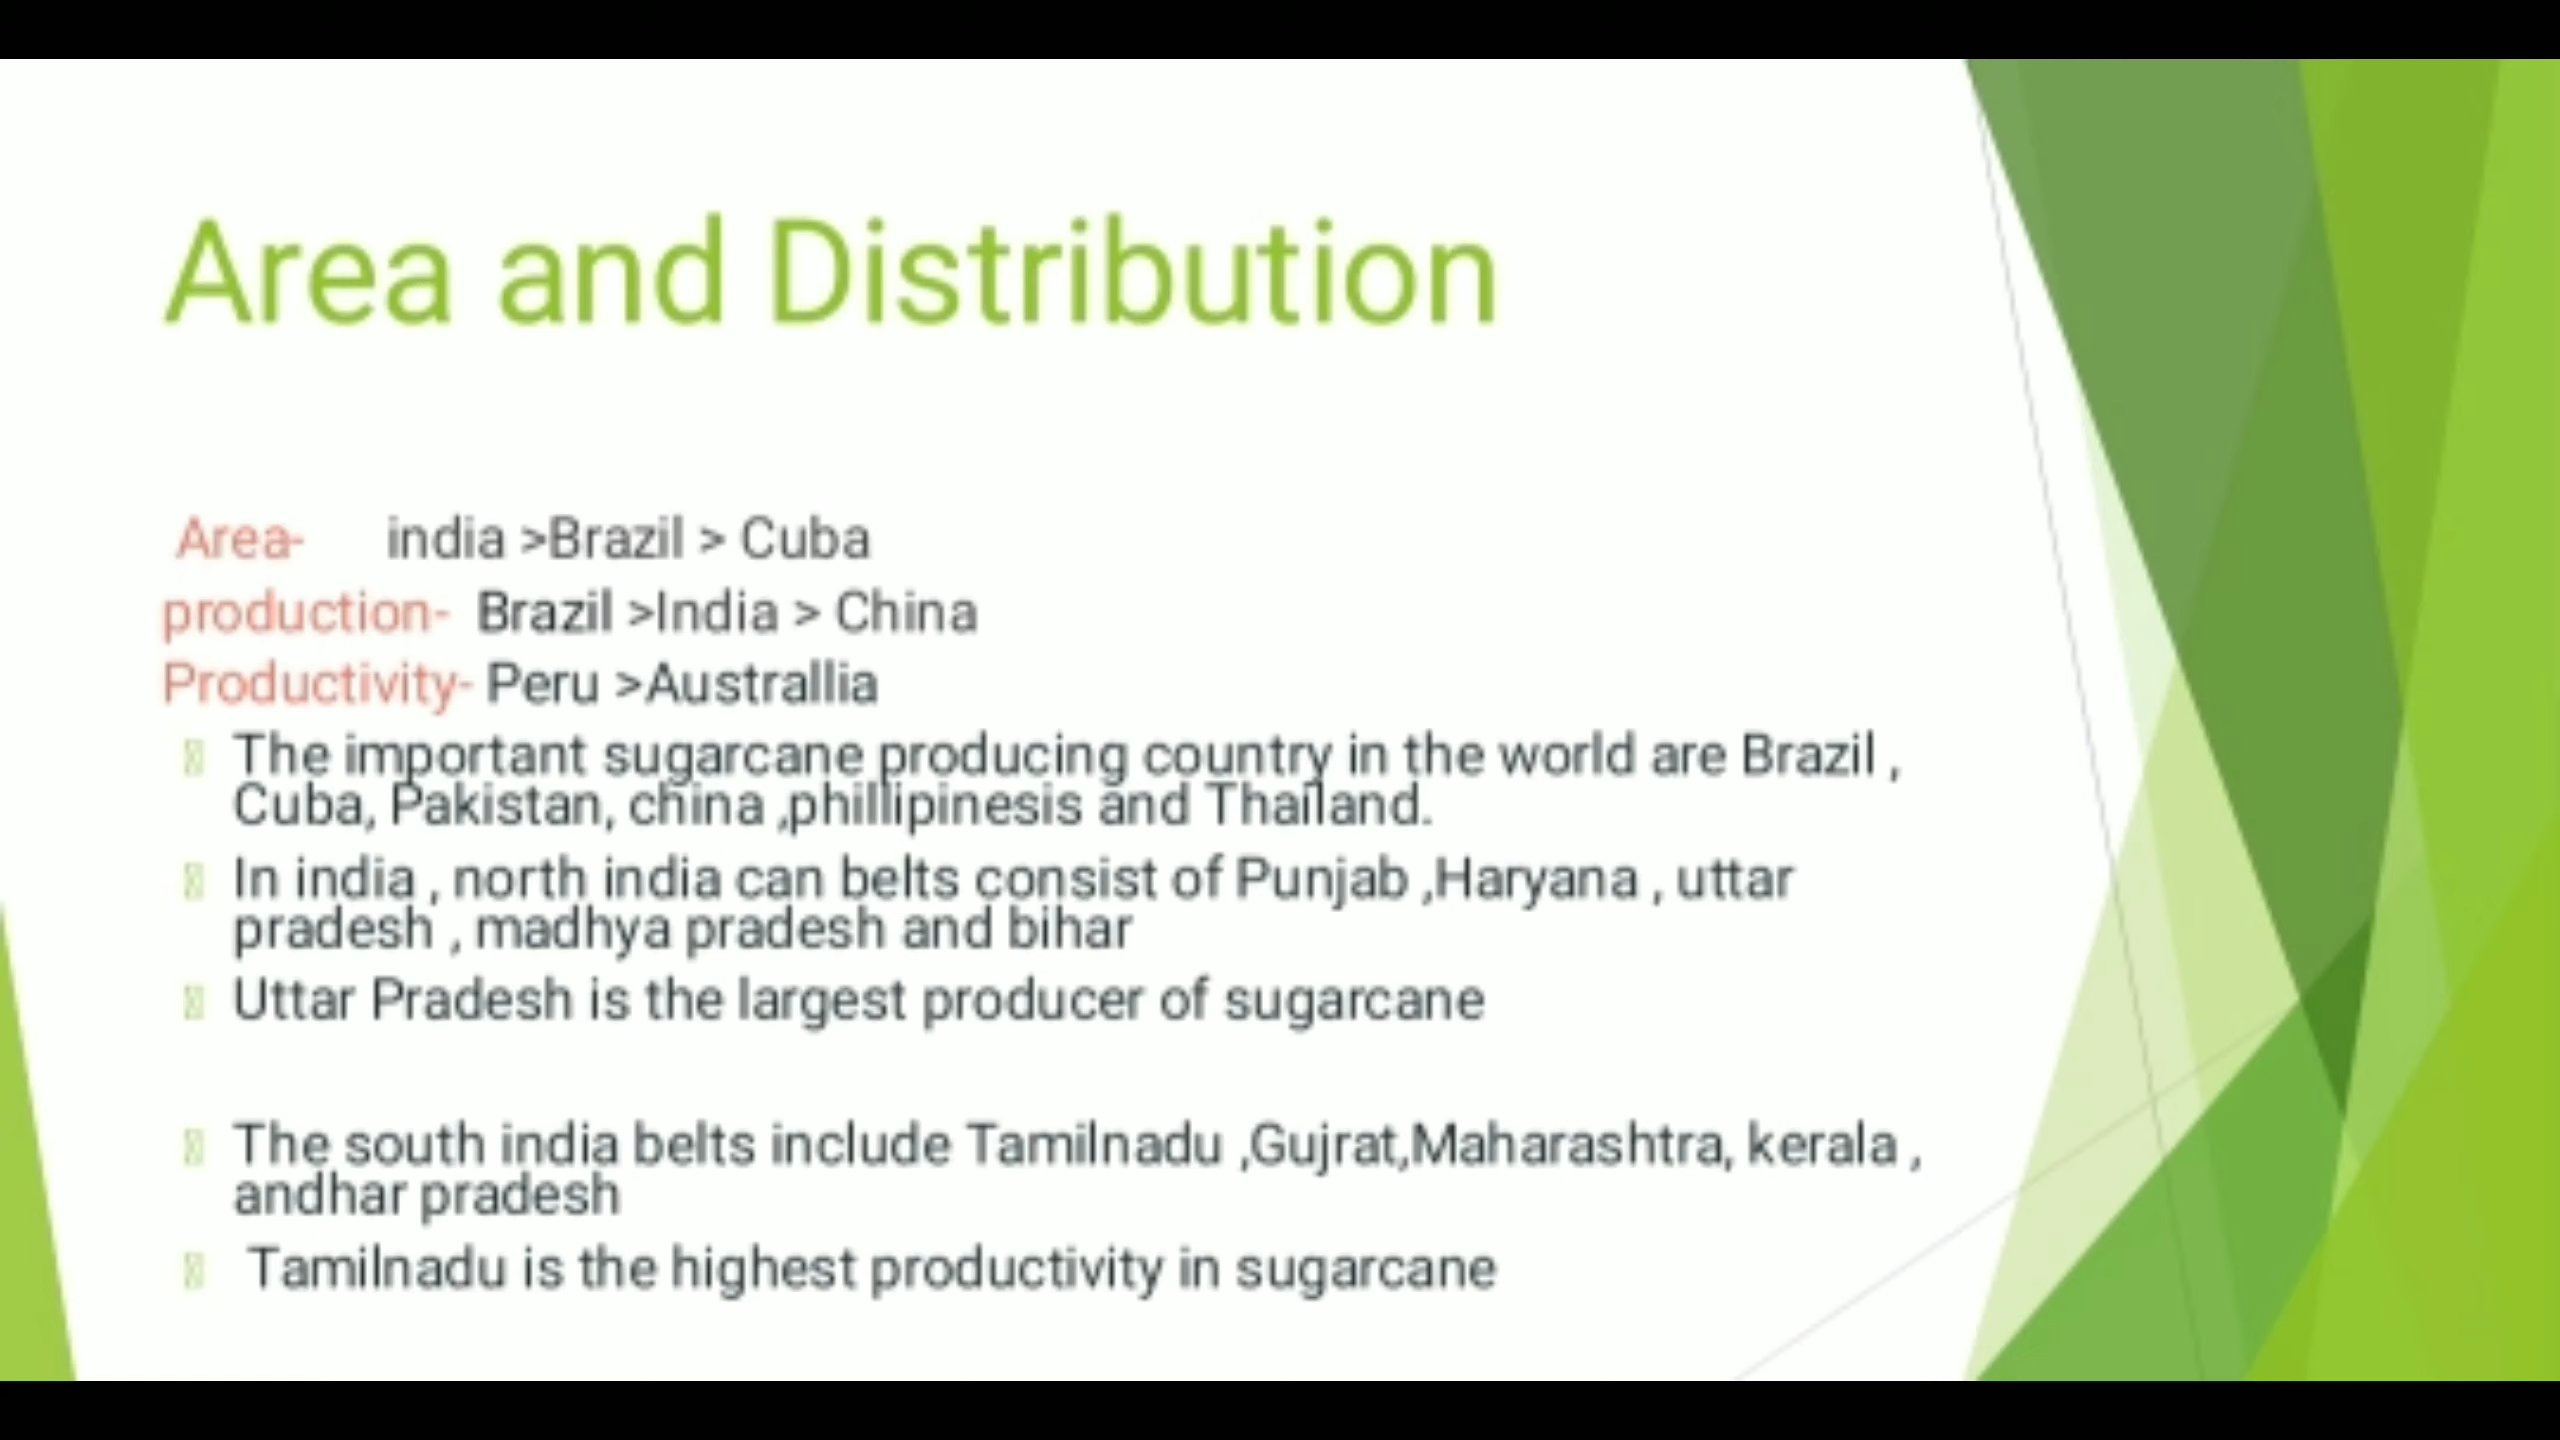 Area and Distribution
Area- india >Brazil > Cuba
production- Brazil >India > China
Productivity- Peru >Australlia
The important sugarcane producing country in the world are Brazil ,
Cuba, Pakistan, china ,phillipinesis and Thailand.
In india , north india can belts consist of Punjab ,Haryana , uttar
pradesh , madhya pradesh and bihar
Uttar Pradesh is the largest producer of sugarcane
The south india belts include Tamilnadu ,Gujrat,Maharashtra, kerala ,
andhar pradesh
Tamilnadu is the highest productivity in sugarcane